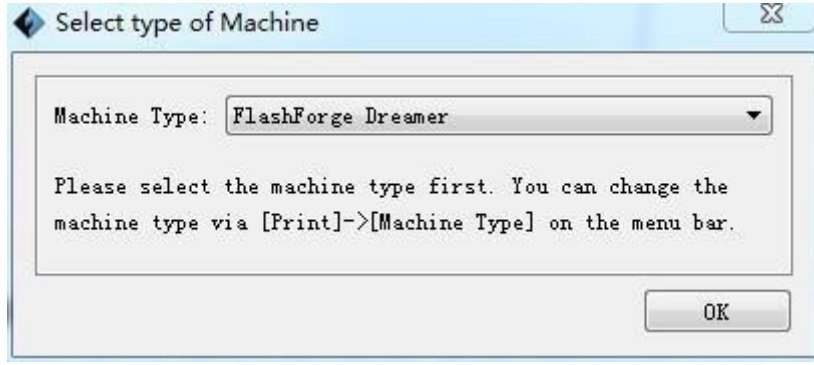 Select type of Machine
Machine Type: FlashForge Dreamer
Please select the machine type first. You can change the
machine type via [Print]->[Machine Type] on the menu bar.
OK